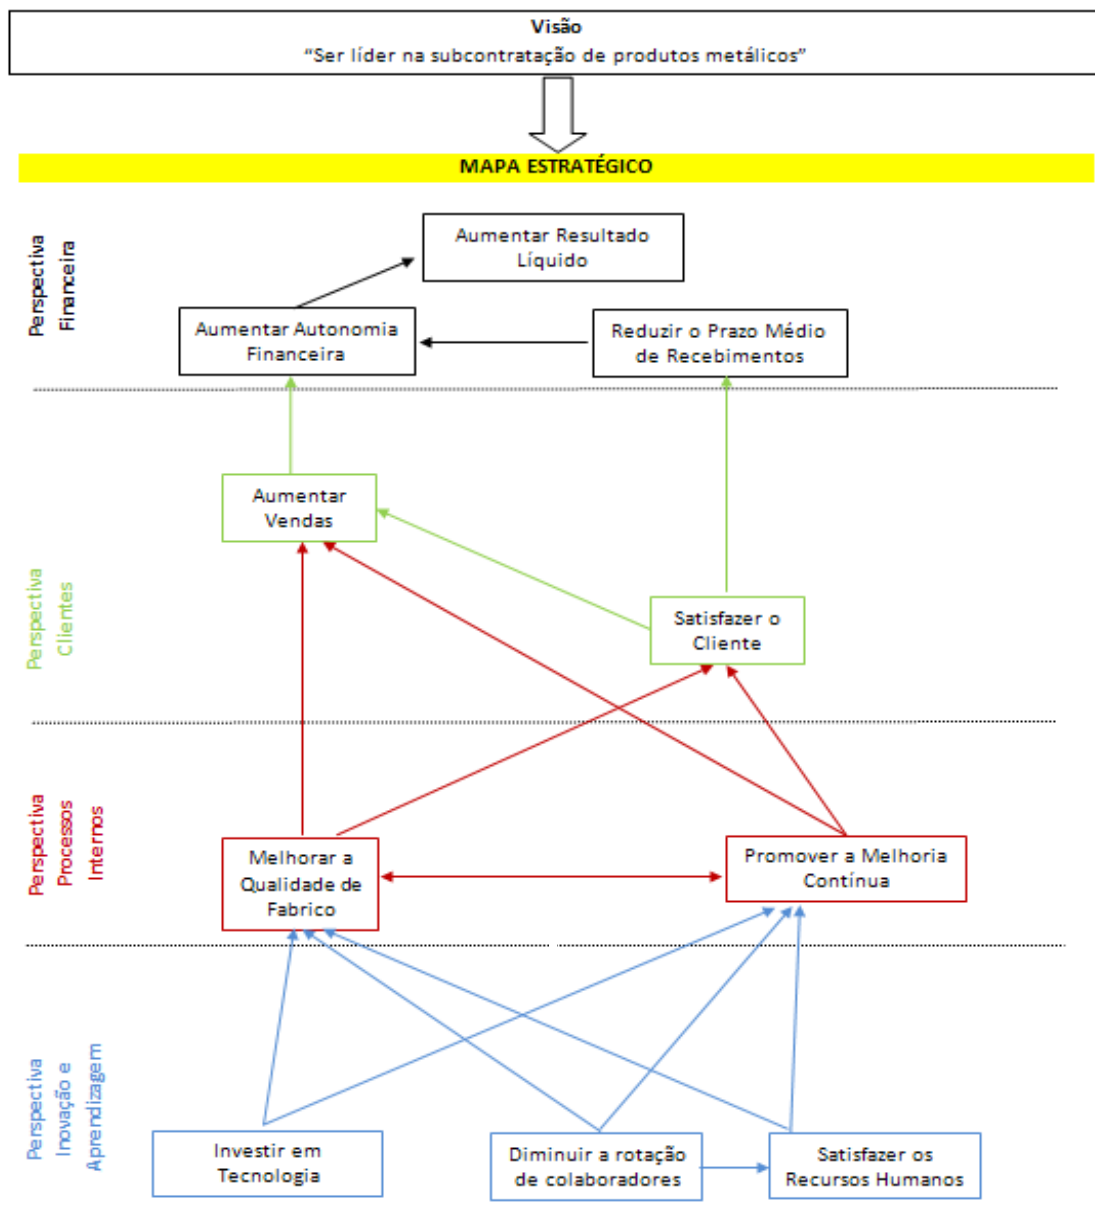 Visão
“Ser líder na subcontratação de produtos metálicos”
MAPA ESTRATÉGICO
Perspectiva
Financeira
Aumentar Resultado
Líquido
Aumentar Autonomia
Financeira
Reduzir o Prazo Médio
de Recebimentos
Perspectiva
Clientes
Aumentar
Vendas
Satisfazer o
Cliente
Perspectiva
Processos
Internos
Melhorar a
Qualidade de
Fabrico
Promover a Melhoria
Contínua
Perspectiva
Inovação e
Aprendizagem
Investir em
Tecnologia
Diminuir a rotação
de colaboradores
Satisfazer os
Recursos Humanos